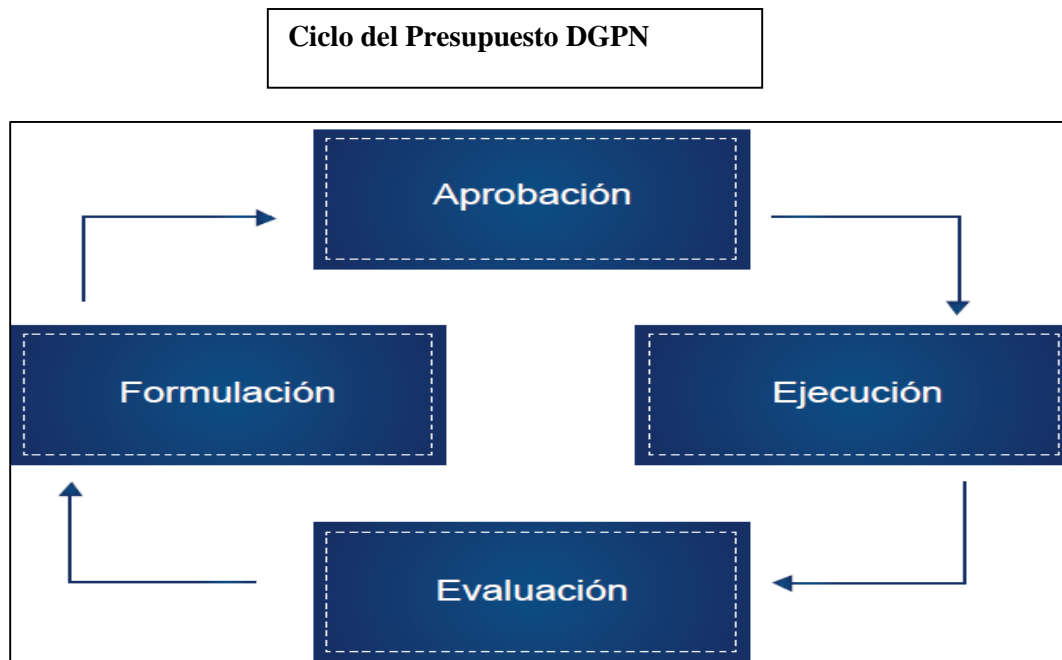 Ciclo del Presupuesto DGPN
Aprobación
Formulación
Ejecución
Evaluación